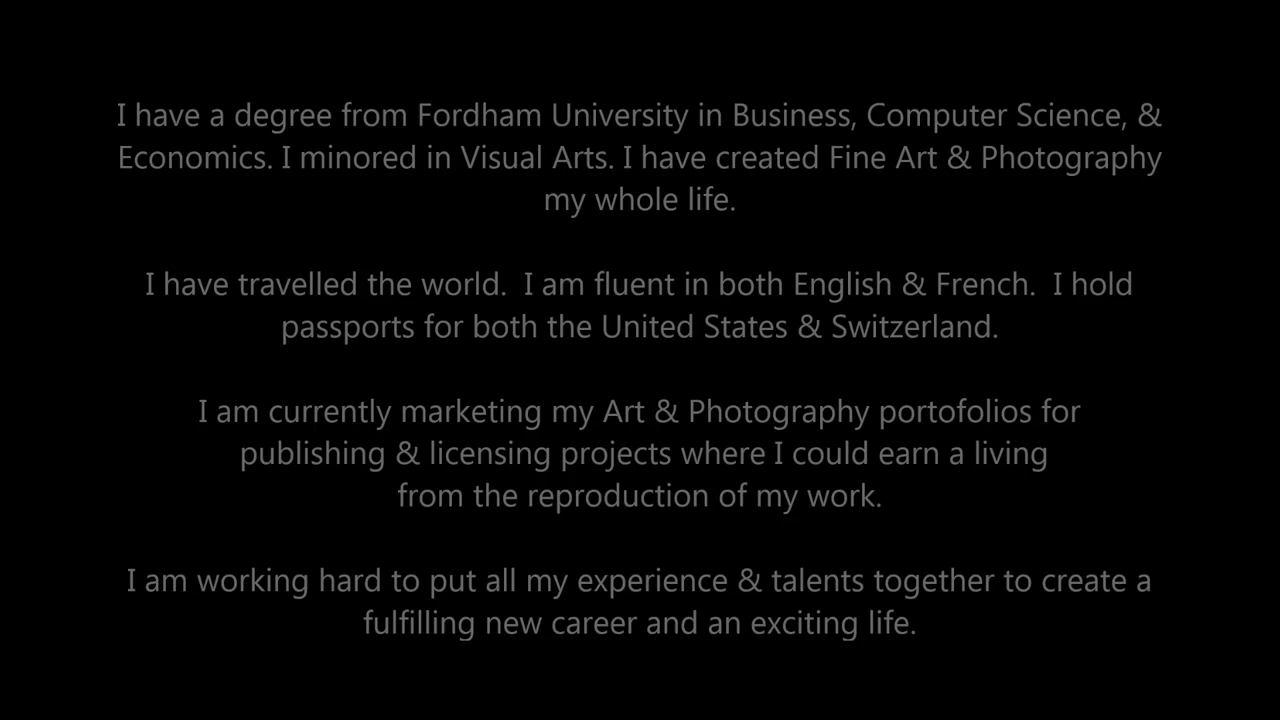 I have a degree from Fordham University in Business, Computer Science, &
Economics. I minored in Visual Arts. I have created Fine Art & Photography
my whole life.
I have travelled the world.  I am fluent in both English & French.  I hold
passports for both the United States & Switzerland.
I am currently marketing my Art & Photography portofolios for
publishing & licensing projects where I could earn a living
from the reproduction of my work.
I am working hard to put all my experience & talents together to create a
fulfilling new career and an exciting life.